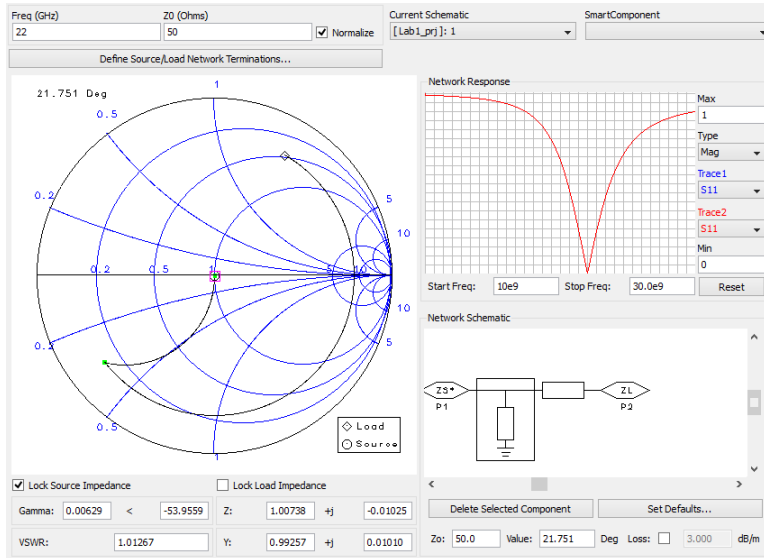 Freq (GHz) Z0 (Ohms) Current Schematic SmartComponent
22 50 Normalize [Lab1_prj]: 1
Define Source/Load Network Terminations...
Network Response
21.751 Deg
1
0.5 0.5
0.2 5
10
0.2 0.5 1 5 10
10
0.2 5
0.5 0.5
1
Load
Source
Max
1
Type
Mag
Trace1
S11
Trace2
S11
Min
0
Start Freq: 10e9 Stop Freq: 30.0e9 Reset
Network Schematic
ZS* ZL
P1 P2
Lock Source Impedance Lock Load Impedance
Gamma: 0.00629 < -53.9559 Z: 1.00738 +j -0.01025
VSWR: 1.01267 Y: 0.99257 +j 0.01010
Delete Selected Component Set Defaults...
Zo: 50.0 Value: 21.751 Deg Loss: 3.000 dB/m